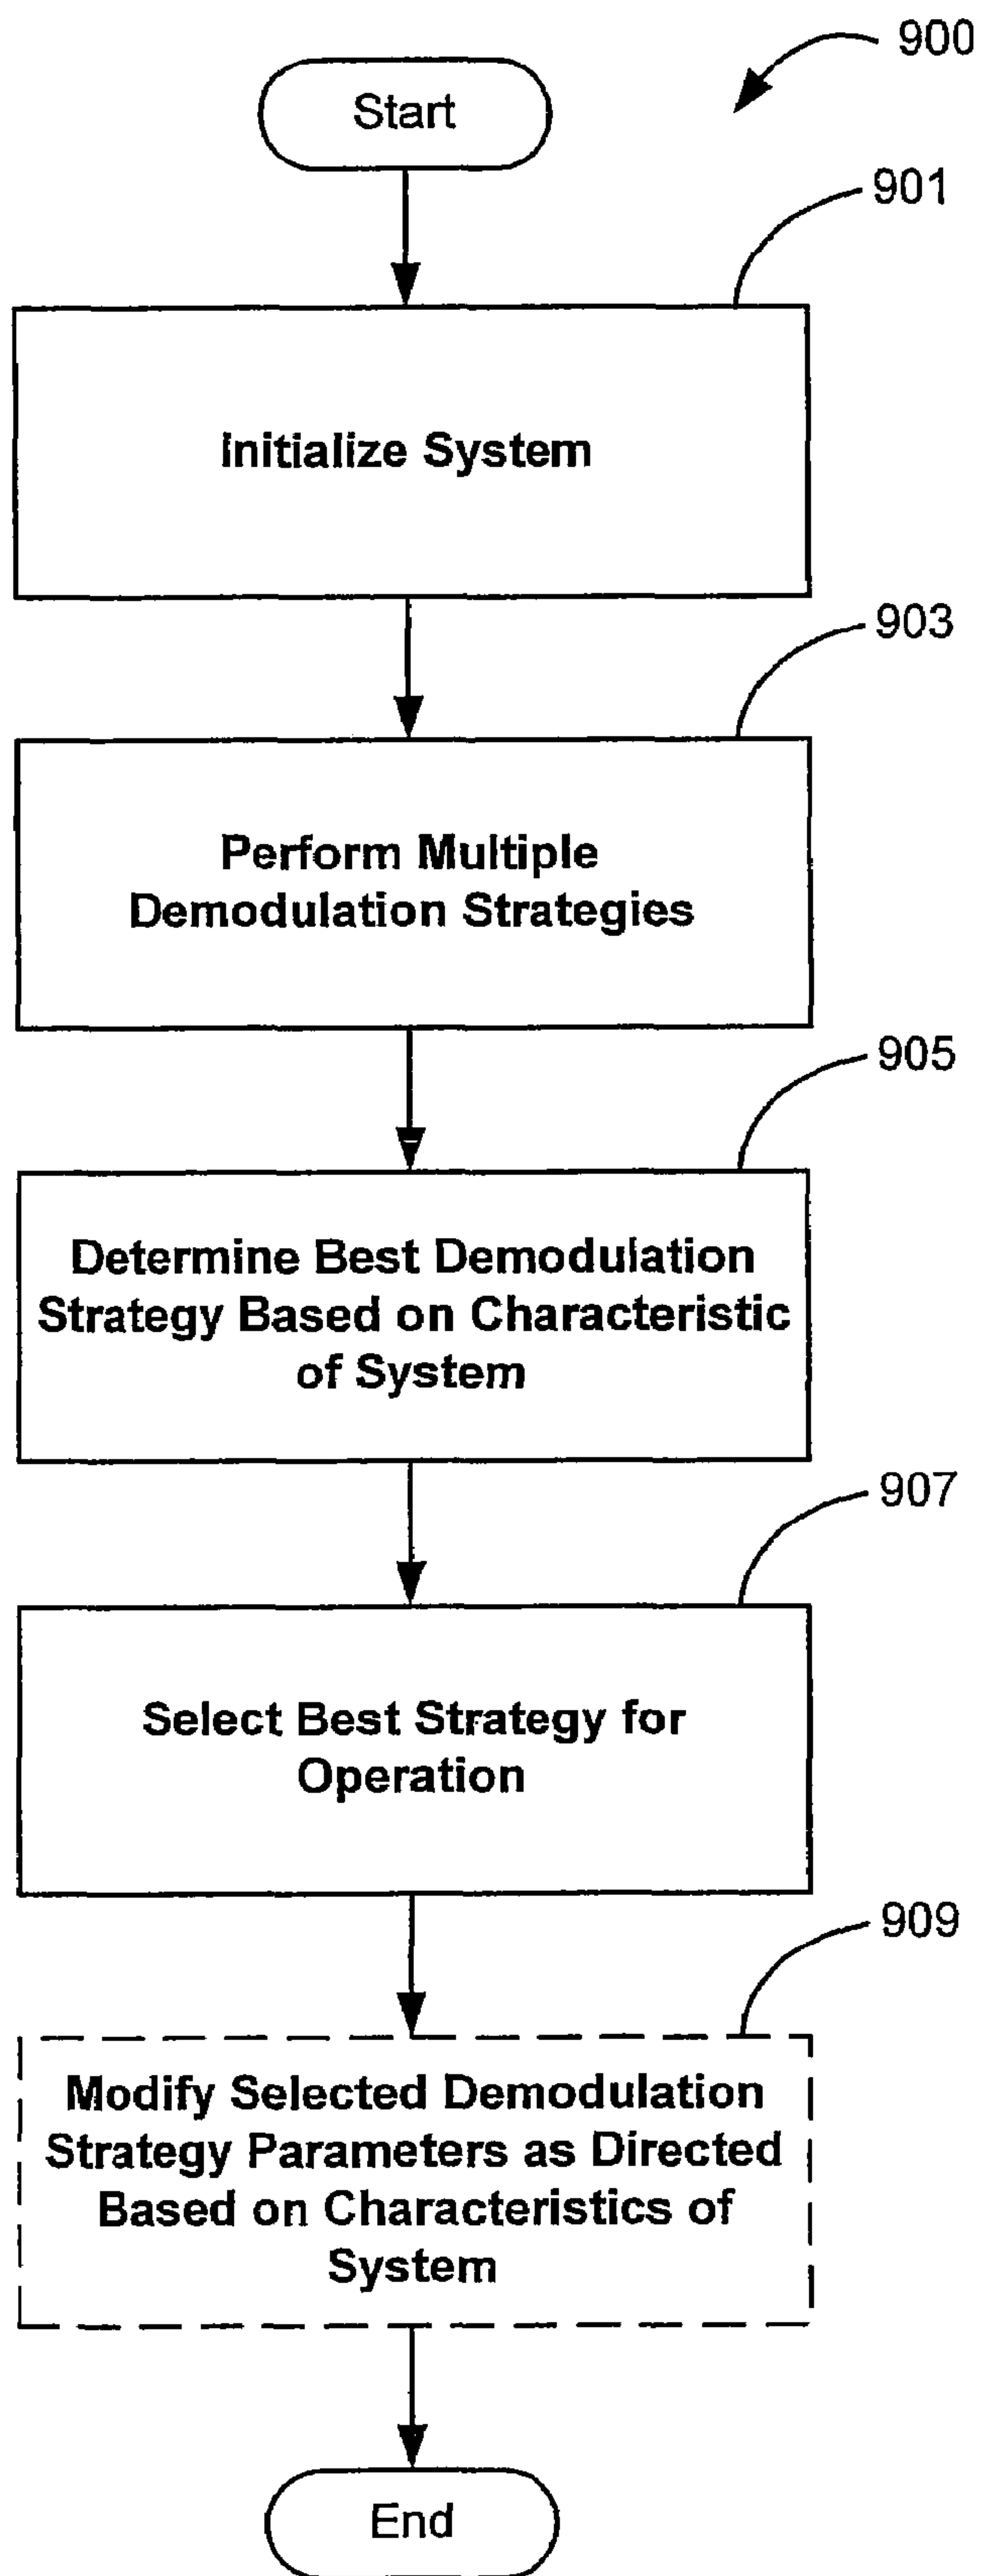 900
Start
901
Initialize System
903
Perform Multiple
Demodulation Strategies
905
Determine Best Demodulation
Strategy Based on Characteristic
of System
907
Select Best Strategy for
Operation
909
Modify Selected Demodulation
Strategy Parameters as Directed
Based on Characteristics of
System
End